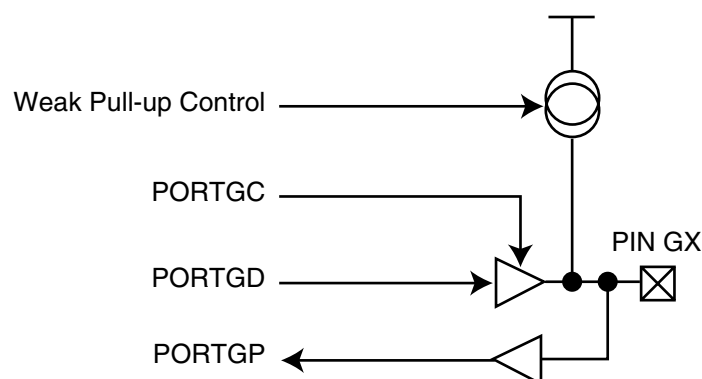 Weak Pull-up Control
PORTGC
PIN GX
PORTGD
PORTGP